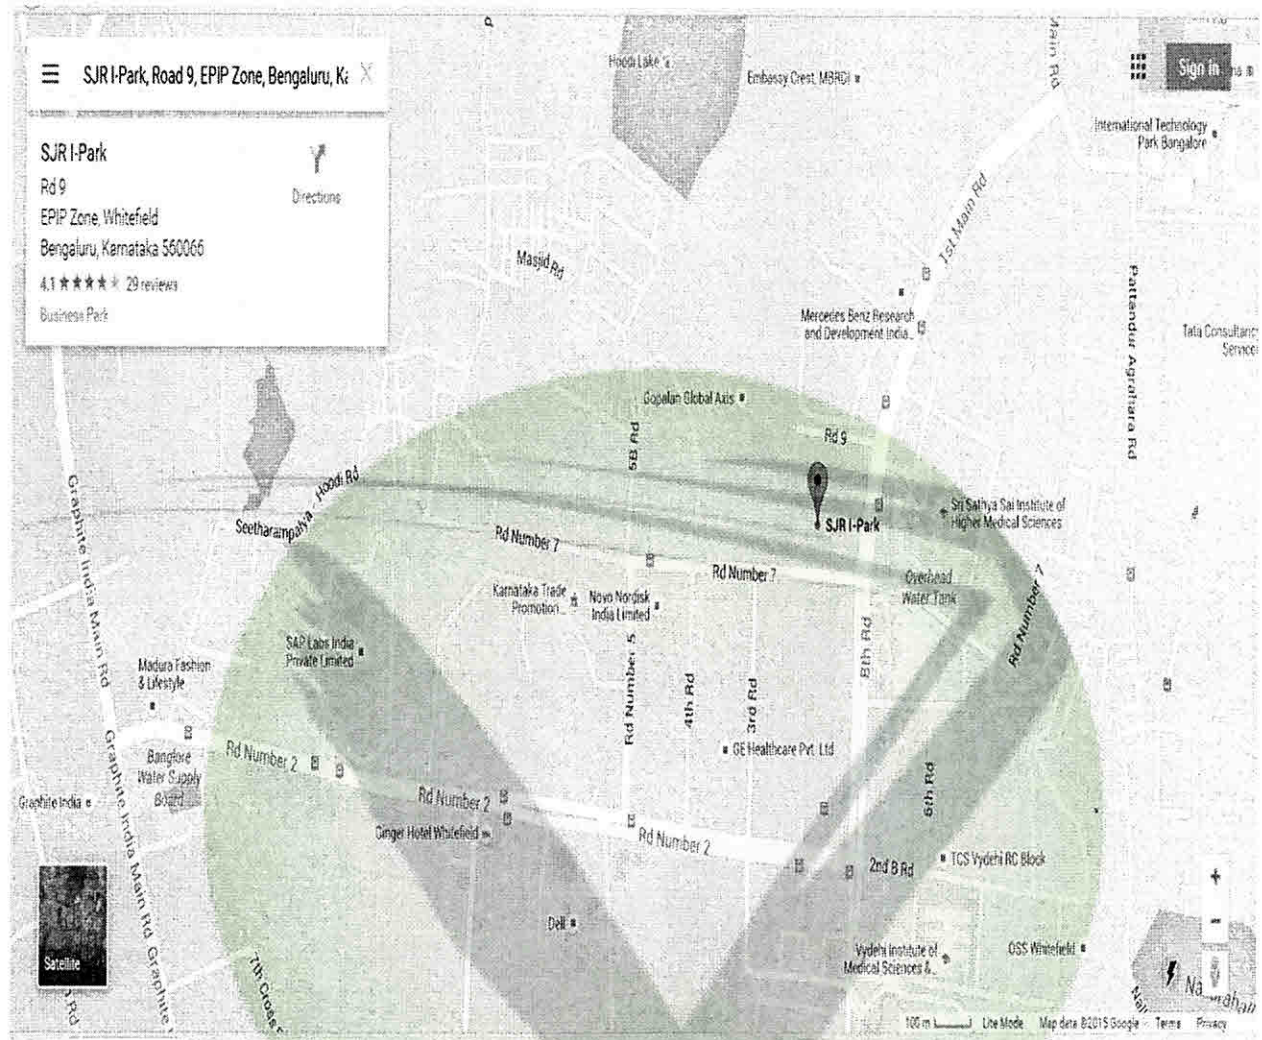 SJR I-Park, Road 9, EPIP Zone, Bengaluru, Ka
X
Sign in
SJR I-Park
Rd 9
EPIP Zone, Whitefield
Bengaluru, Karnataka 560066
4.1 ★★★★★ 29 reviews
Business Park
Directions
Hoodi Lake
Embassy Crest, MBRDI
Main Rd
International Technology
Park Bangalore
1st Main Rd
Masjid Rd
Mercedes Benz Research
and Development India...
Pattandur Agrahara Rd
Tata Consultancy
Service
Gopalan Global Axis
5B Rd
Rd 9
Seetharampalya - Hoodi Rd
SJR I-Park
Sri Sathya Sai Institute of
Higher Medical Sciences
Rd Number 7
Rd Number 7
Overhead
Water Tank
Rd Number 7
Karnataka Trade
Promotion...
Novo Nordisk
India Limited
Graphite India Main Rd
SAP Labs India
Private Limited
Madura Fashion
& Lifestyle
Rd Number 5
4th Rd
3rd Rd
8th Rd
GE Healthcare Pvt. Ltd
6th Rd
Banglore
Water Supply
Board...
Rd Number 2
Rd Number 2
Rd Number 2
Graphite India
Graphite India Main Rd
Ginger Hotel Whitefield
2nd B Rd
TCS Vydehi RC Block
Dell
Vydehi Institute of
Medical Sciences &...
OSS Whitefield
Satellite
7th Cross
Graphite
Rd
+
−
100 m
Lite Mode
Map data ©2015 Google
Terms
Privacy